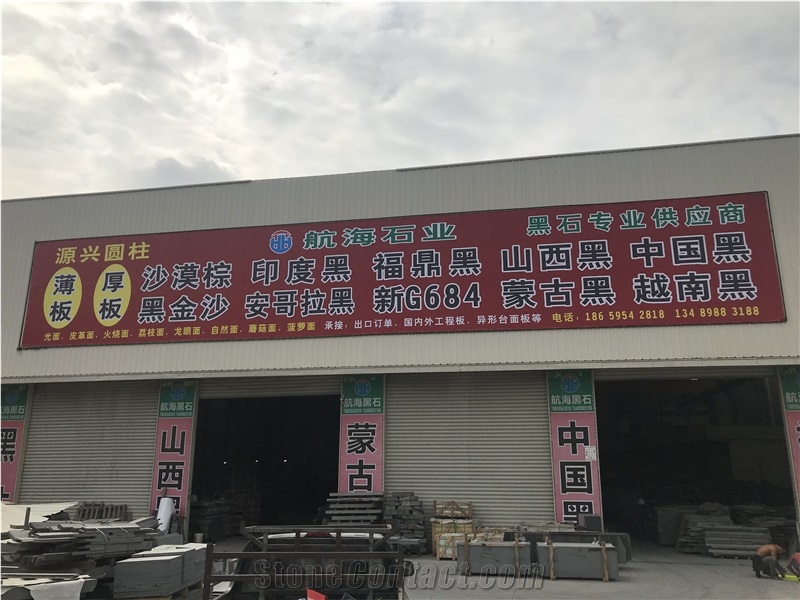 源兴圆柱
航海石业
黑石专业供应商
薄板
厚板
沙漠棕 印度黑 福鼎黑 山西黑 中国黑
黑金沙 安哥拉黑 新G684 蒙古黑 越南黑
光面、皮革面、火烧面、荔枝面、龙眼面、自然面、蘑菇面、菠萝面 承接:出口订单、国内外工程板、异形台面板等 电话:186 5954 2818 134 8988 3188
航海黑石
航海黑石
航海黑石
航海黑石
黑
山西黑
蒙古
中国黑
StoneContact.com